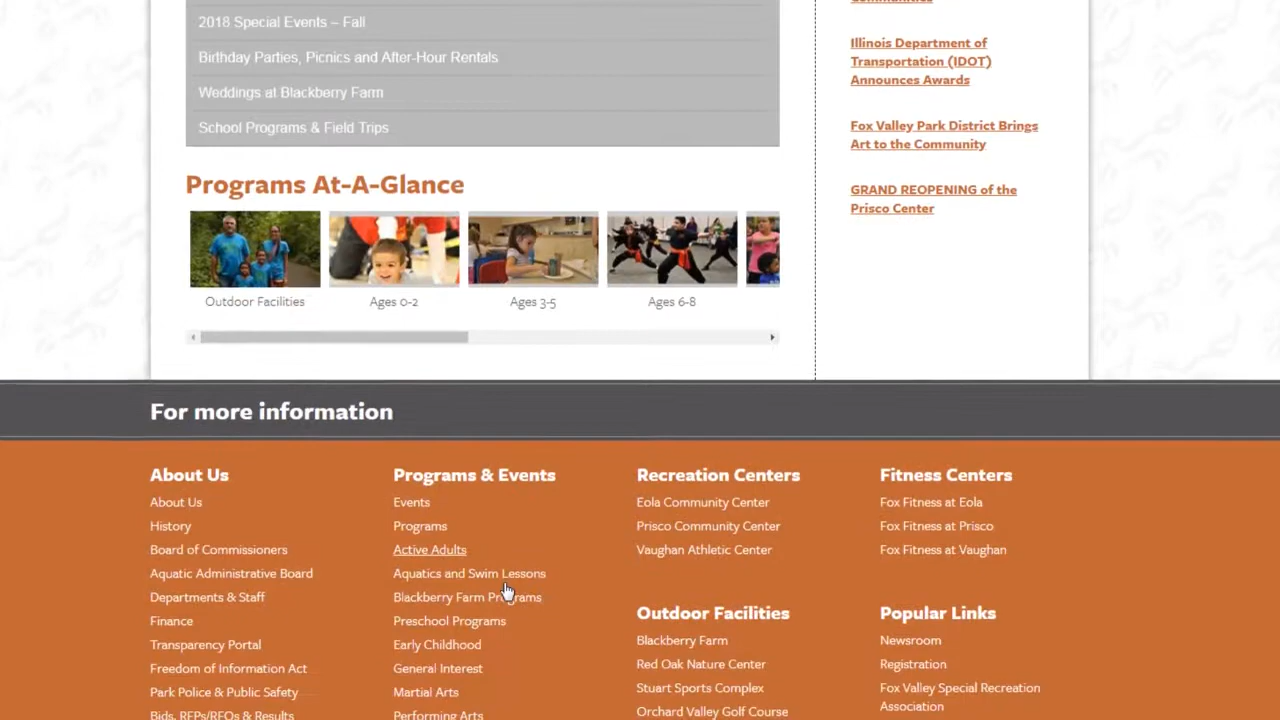 2018 Special Events – Fall
Birthday Parties, Picnics and After-Hour Rentals
Weddings at Blackberry Farm
School Programs & Field Trips
Programs At-A-Glance
Outdoor Facilities
Ages 0-2
Ages 3-5
Ages 6-8
Communities
Illinois Department of
Transportation (IDOT)
Announces Awards
Fox Valley Park District Brings
Art to the Community
GRAND REOPENING of the
Prisco Center
For more information
About Us
About Us
History
Board of Commissioners
Aquatic Administrative Board
Departments & Staff
Finance
Transparency Portal
Freedom of Information Act
Park Police & Public Safety
Bids, RFPs/RFQs & Results
Programs & Events
Events
Programs
Active Adults
Aquatics and Swim Lessons
Blackberry Farm Programs
Preschool Programs
Early Childhood
General Interest
Martial Arts
Performing Arts
Recreation Centers
Eola Community Center
Prisco Community Center
Vaughan Athletic Center
Outdoor Facilities
Blackberry Farm
Red Oak Nature Center
Stuart Sports Complex
Orchard Valley Golf Course
Fitness Centers
Fox Fitness at Eola
Fox Fitness at Prisco
Fox Fitness at Vaughan
Popular Links
Newsroom
Registration
Fox Valley Special Recreation
Association